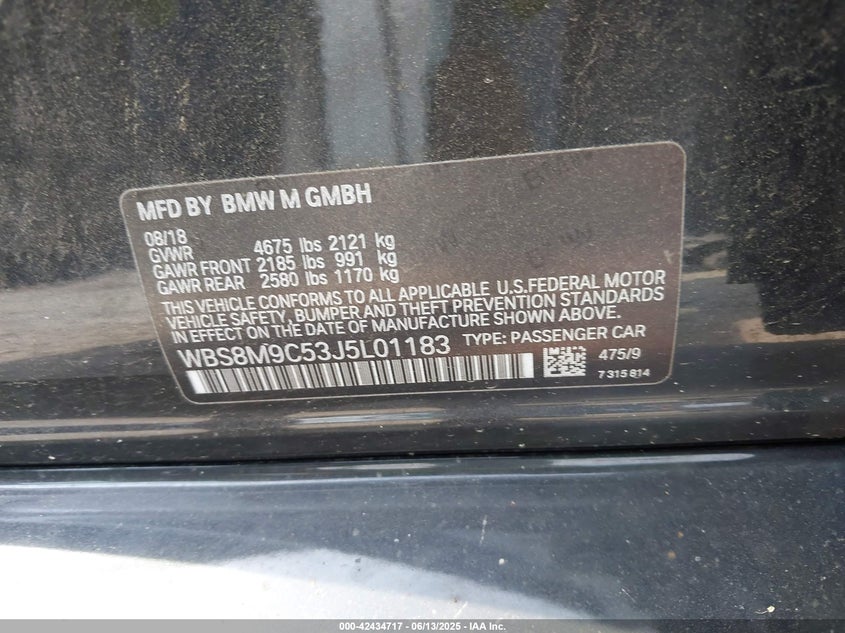 MFD BY BMW M GMBH
08/18
GVWR 4675 lbs 2121 kg
GAWR FRONT 2185 lbs 991 kg
GAWR REAR 2580 lbs 1170 kg
THIS VEHICLE CONFORMS TO ALL APPLICABLE U.S.FEDERAL MOTOR
VEHICLE SAFETY, BUMPER AND THEFT PREVENTION STANDARDS
IN EFFECT ON THE DATE OF MANUFACTURE SHOWN ABOVE.
WBS8M9C53J5L01183 TYPE: PASSENGER CAR
475/9
7 315 814
000-42434717 - 06/13/2025 - IAA Inc.